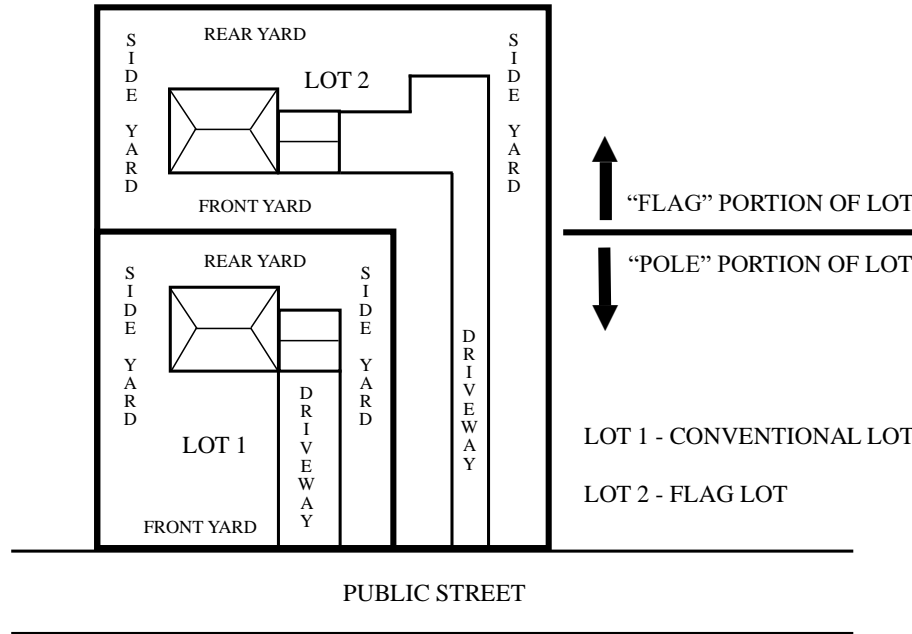 REAR YARD
LOT 2
SIDE YARD
SIDE YARD
FRONT YARD
“FLAG” PORTION OF LOT
“POLE” PORTION OF LOT
REAR YARD
SIDE YARD
SIDE YARD
DRIVEWAY
DRIVEWAY
LOT 1
FRONT YARD
LOT 1 - CONVENTIONAL LOT
LOT 2 - FLAG LOT
PUBLIC STREET